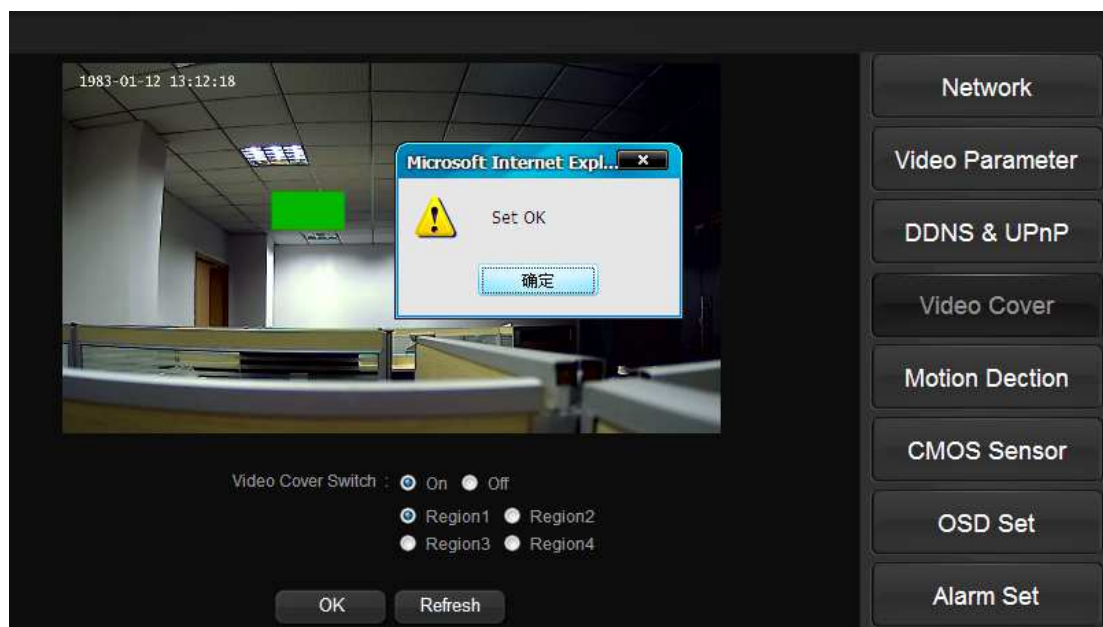 1983-01-12 13:12:18
Microsoft Internet Expl...
Set OK
确定
Video Cover Switch : On Off
Region1 Region2
Region3 Region4
OK Refresh
Network
Video Parameter
DDNS & UPnP
Video Cover
Motion Dection
CMOS Sensor
OSD Set
Alarm Set